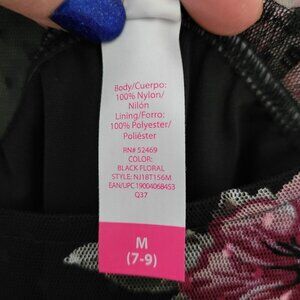 Body/Cuerpo:
100% Nylon/
Nilón
Lining/Forro:
100% Polyester/
Poliéster
RN# 52469
COLOR:
BLACK FLORAL
STYLE: NJ18T156M
EAN/UPC 190040684453
Q37
M
(7-9)